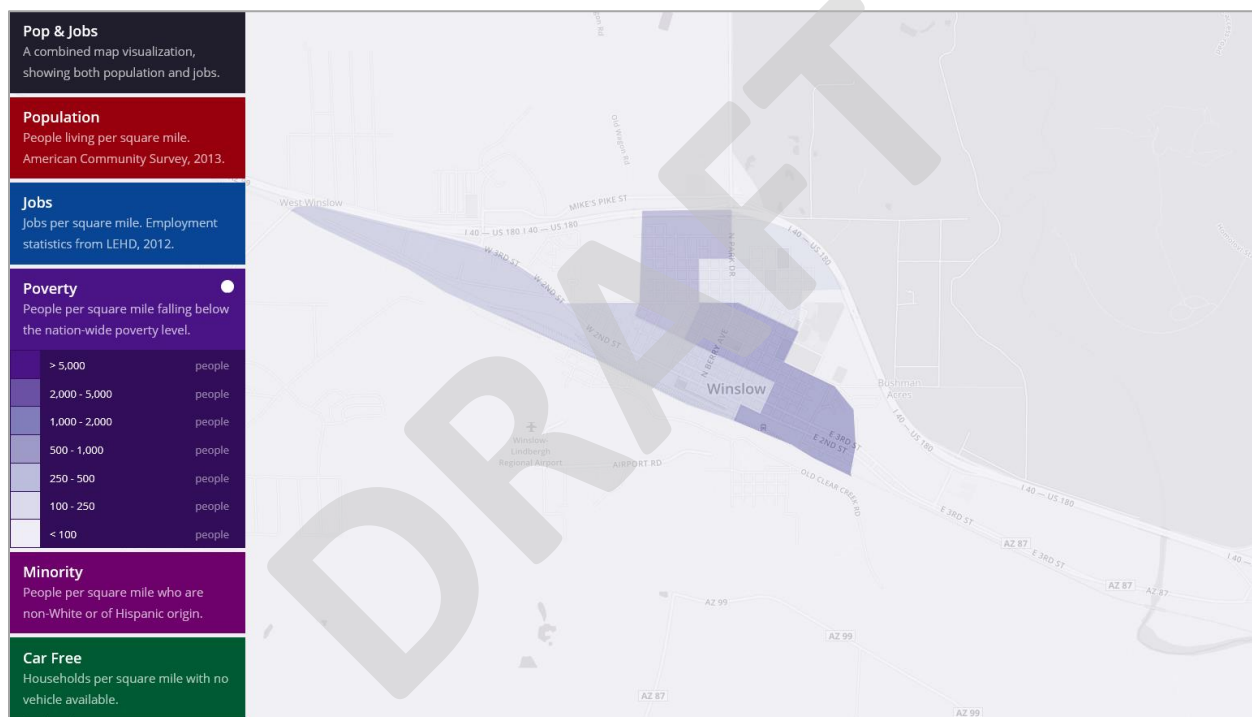 Pop & Jobs
A combined map visualization,
showing both population and jobs.
Population
People living per square mile.
American Community Survey, 2013.
Jobs
Jobs per square mile. Employment
statistics from LEHD, 2012.
Poverty
People per square mile falling below
the nation-wide poverty level.
> 5,000 people
2,000 - 5,000 people
1,000 - 2,000 people
500 - 1,000 people
250 - 500 people
100 - 250 people
< 100 people
Minority
People per square mile who are
non-White or of Hispanic origin.
Car Free
Households per square mile with no
vehicle available.
DRAFT
Old Wagon Rd
West Winslow
MIKE'S PIKE ST
I 40 — US 180 I 40 — US 180
I 40 — US 180
N PARK DR
W 3RD ST
W 2ND ST
W 2ND ST
N BERRY AVE
Winslow
Bushman
Acres
I 40 — US 180
E 3RD ST
E 2ND ST
Winslow-
Lindbergh
Regional Airport
AIRPORT RD
OLD CLEAR CREEK RD
I 40 — US 180
E 3RD ST
AZ 87
E 3RD ST
I 40 —
AZ 87
AZ 87
AZ 99
AZ 99
AZ 87
AZ 99